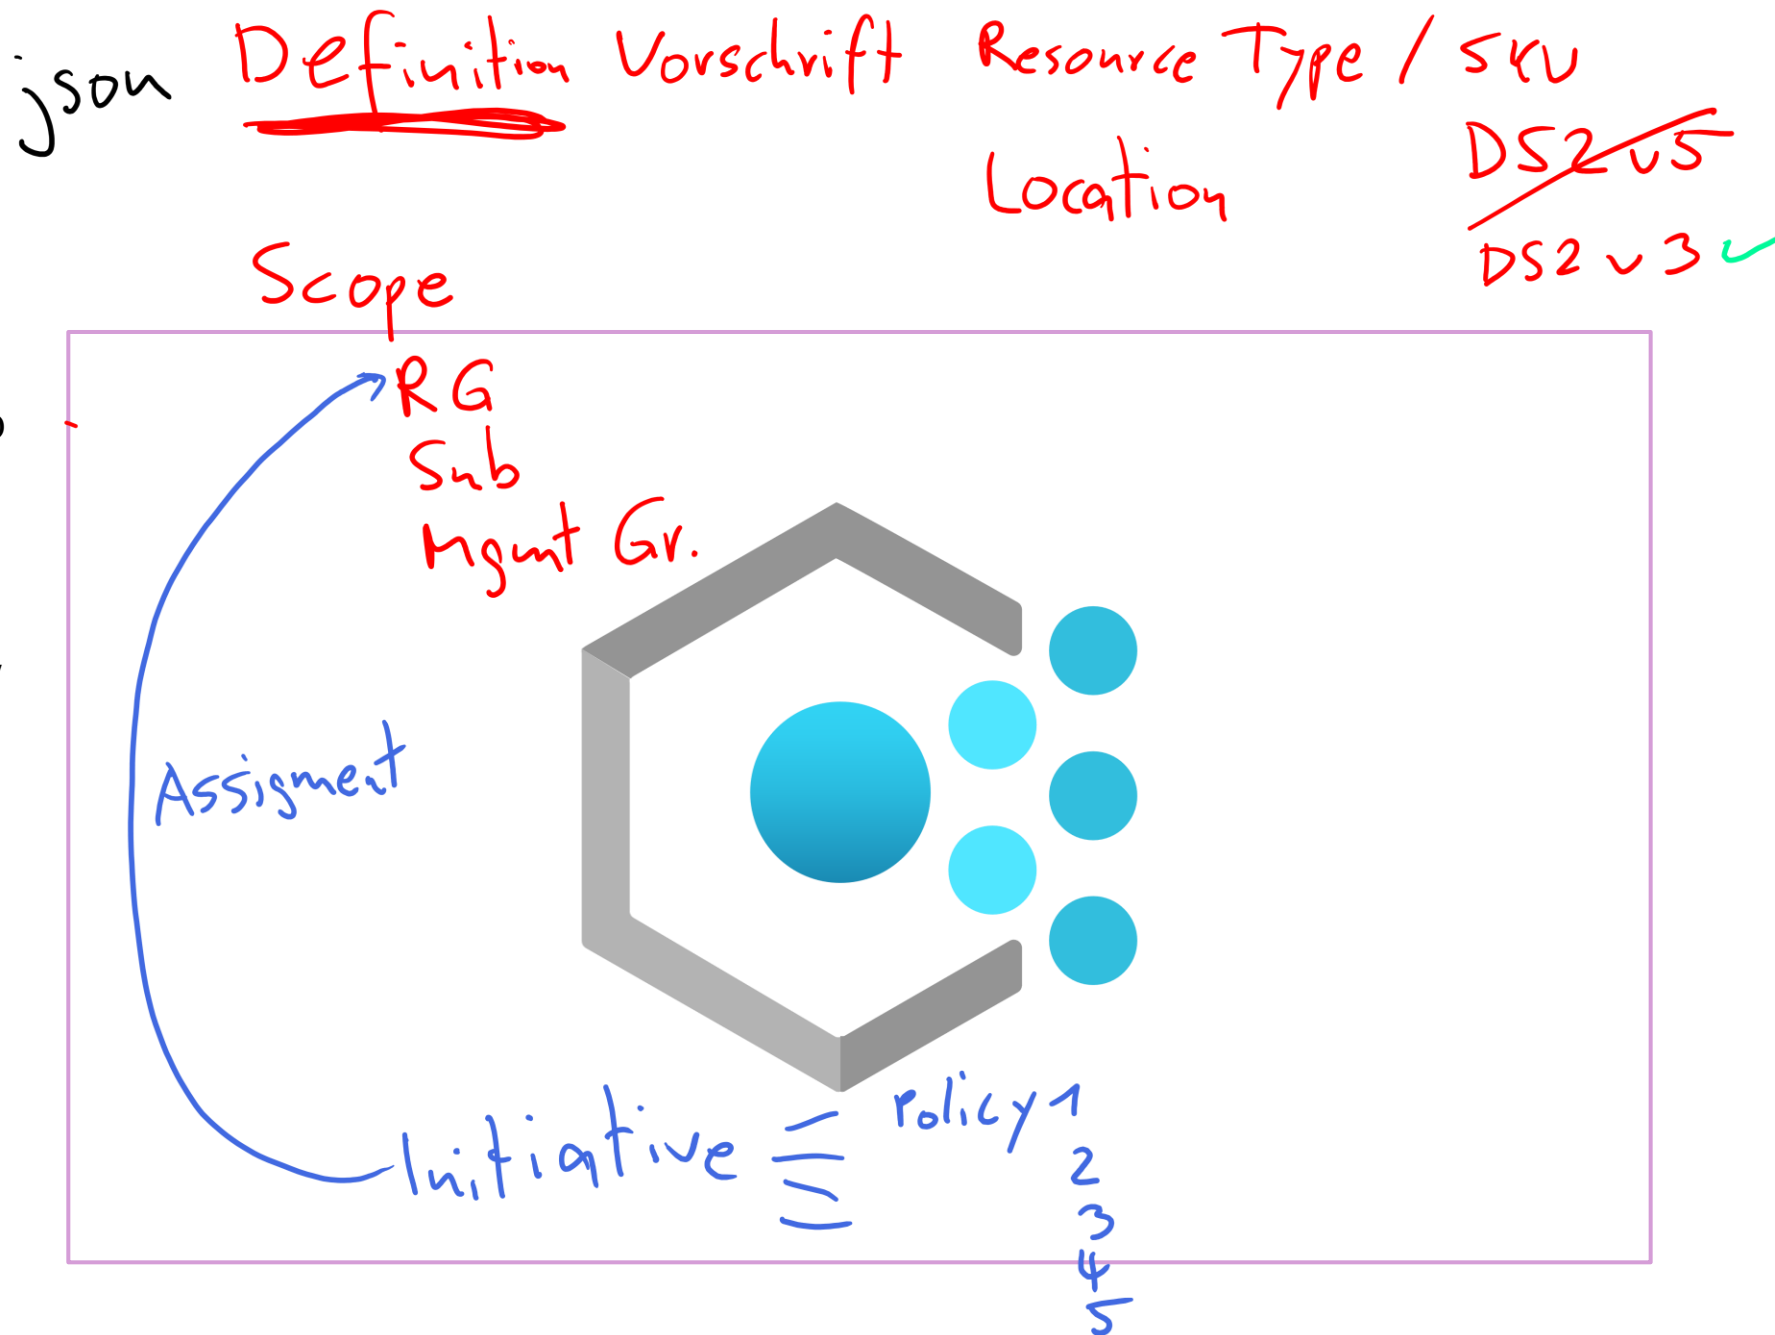 json Definition Vorschrift Resource Type / SKU
Location
DS2 v5
DS2 v3
Scope
RG
Sub
Mgmt Gr.
Assigment
Initiative Policy 1
2
3
4
5